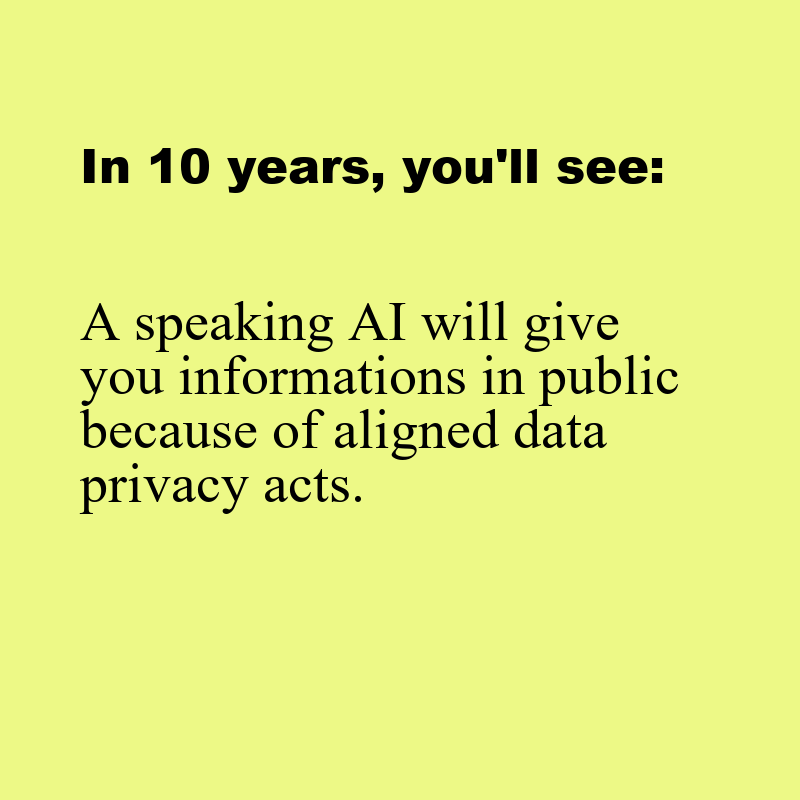 In 10 years, you'll see:
A speaking AI will give
you informations in public
because of aligned data
privacy acts.